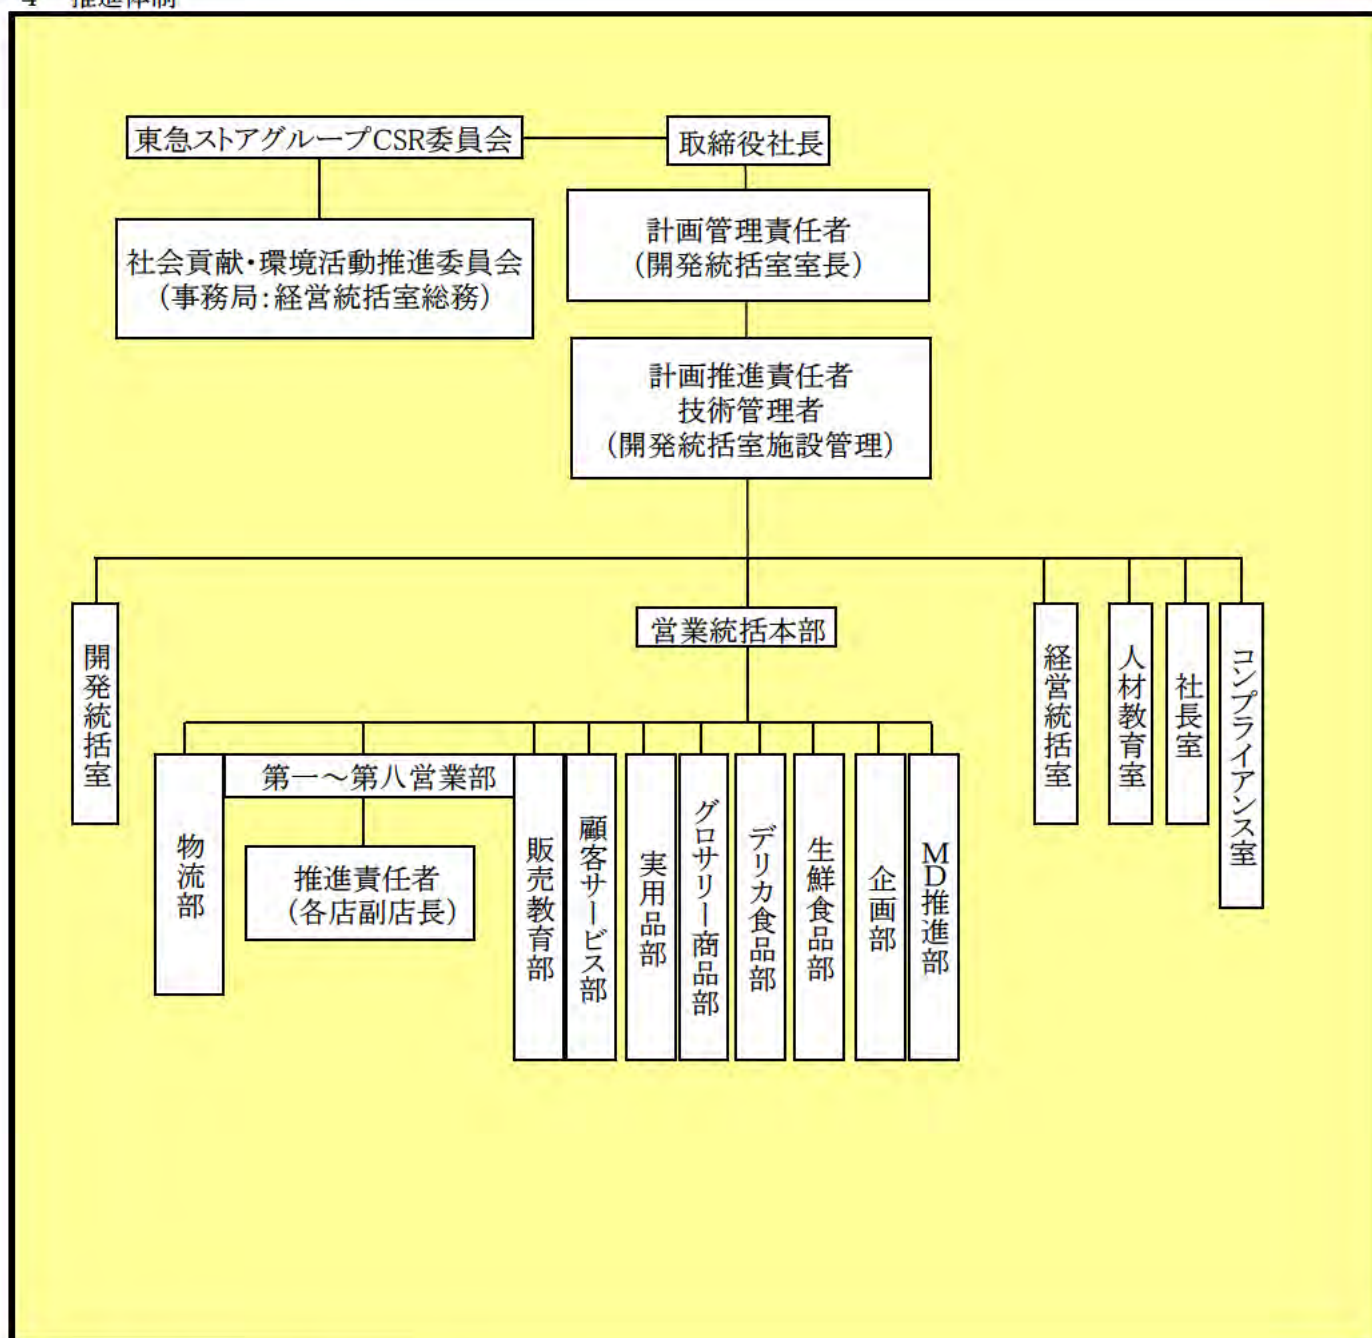 4 推進体制
東急ストアグループCSR委員会
取締役社長
社会貢献・環境活動推進委員会
(事務局:経営統括室総務)
計画管理責任者
(開発統括室室長)
計画推進責任者
技術管理者
(開発統括室施設管理)
開発統括室
営業統括本部
経営統括室
人材教育室
社長室
コンプライアンス室
物流部
第一～第八営業部
推進責任者
(各店副店長)
販売教育部
顧客サービス部
実用品部
グロサリー商品部
デリカ食品部
生鮮食品部
企画部
MD推進部